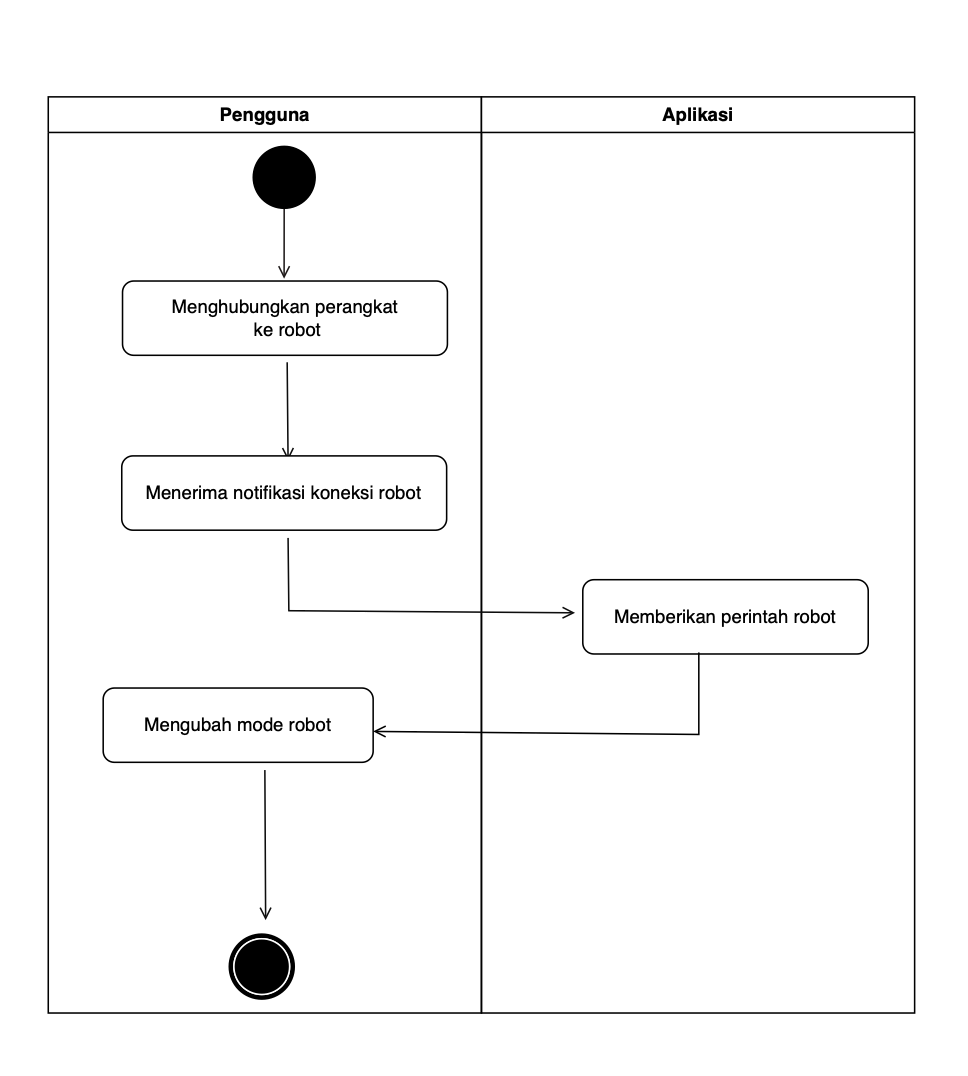 Pengguna
Aplikasi
Menghubungkan perangkat
ke robot
Menerima notifikasi koneksi robot
Memberikan perintah robot
Mengubah mode robot